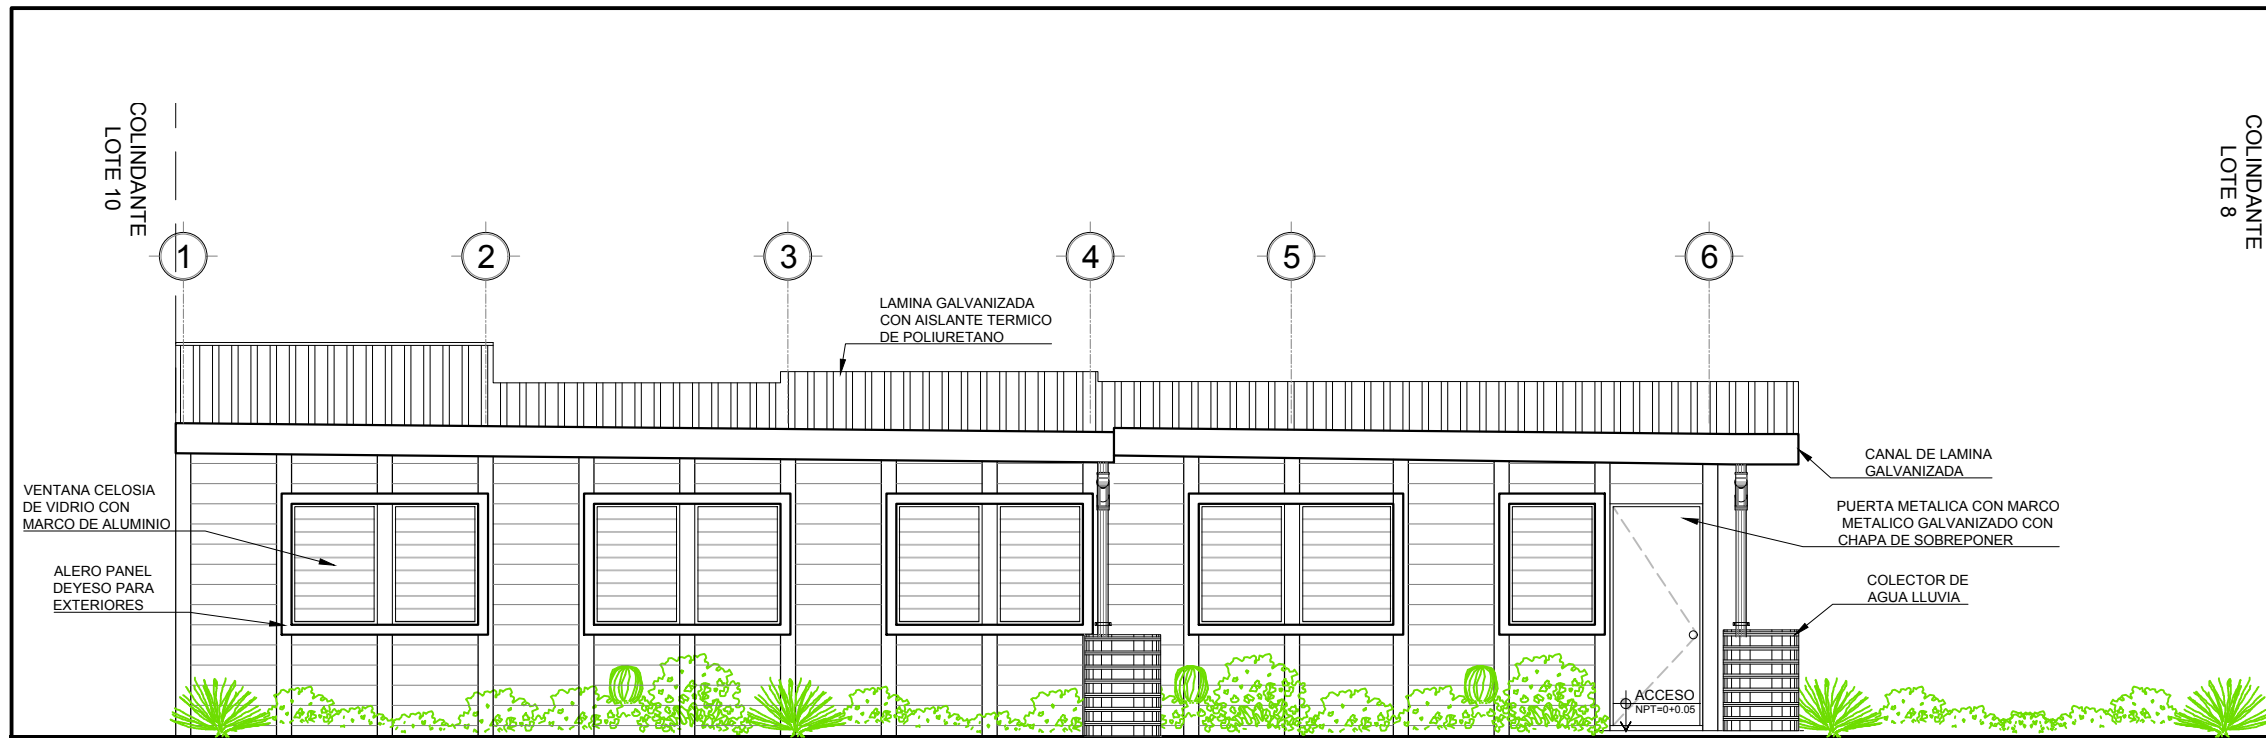 COLINDANTE
LOTE 10
COLINDANTE
LOTE 8
1
2
3
4
5
6
LAMINA GALVANIZADA
CON AISLANTE TERMICO
DE POLIURETANO
VENTANA CELOSIA
DE VIDRIO CON
MARCO DE ALUMINIO
ALERO PANEL
DEYESO PARA
EXTERIORES
CANAL DE LAMINA
GALVANIZADA
PUERTA METALICA CON MARCO
METALICO GALVANIZADO CON
CHAPA DE SOBREPONER
COLECTOR DE
AGUA LLUVIA
ACCESO
NPT=0+0.05